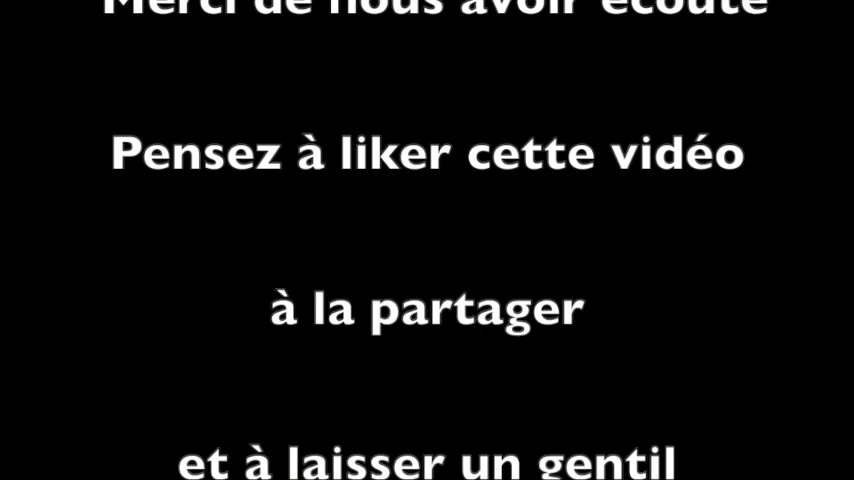 Merci de nous avoir écouté
Pensez à liker cette vidéo
à la partager
et à laisser un gentil